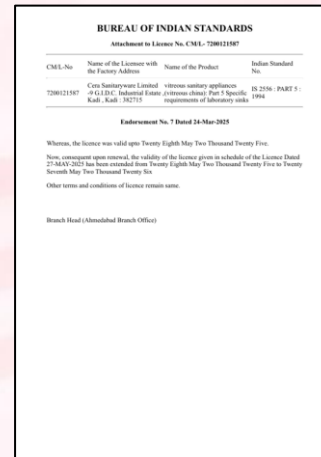 BUREAU OF INDIAN STANDARDS
Attachment to Licence No. CM/L- 7200121587
CM/L-No
Name of the Licensee with the Factory Address
Name of the Product
Indian Standard No.
7200121587
Cera Sanitaryware Limited
-9 G.I.D.C. Industrial Estate ,
Kadi , Kadi : 382715
vitreous sanitary appliances
(vitreous china): Part 5 Specific
requirements of laboratory sinks
IS 2556 : PART 5 :
1994
Endorsement No. 7 Dated 24-Mar-2025
Whereas, the licence was valid upto Twenty Eighth May Two Thousand Twenty Five.
Now, consequent upon renewal, the validity of the licence given in schedule of the Licence Dated
27-MAY-2025 has been extended from Twenty Eighth May Two Thousand Twenty Five to Twenty
Seventh May Two Thousand Twenty Six
Other terms and conditions of licence remain same.
Branch Head (Ahmedabad Branch Office)